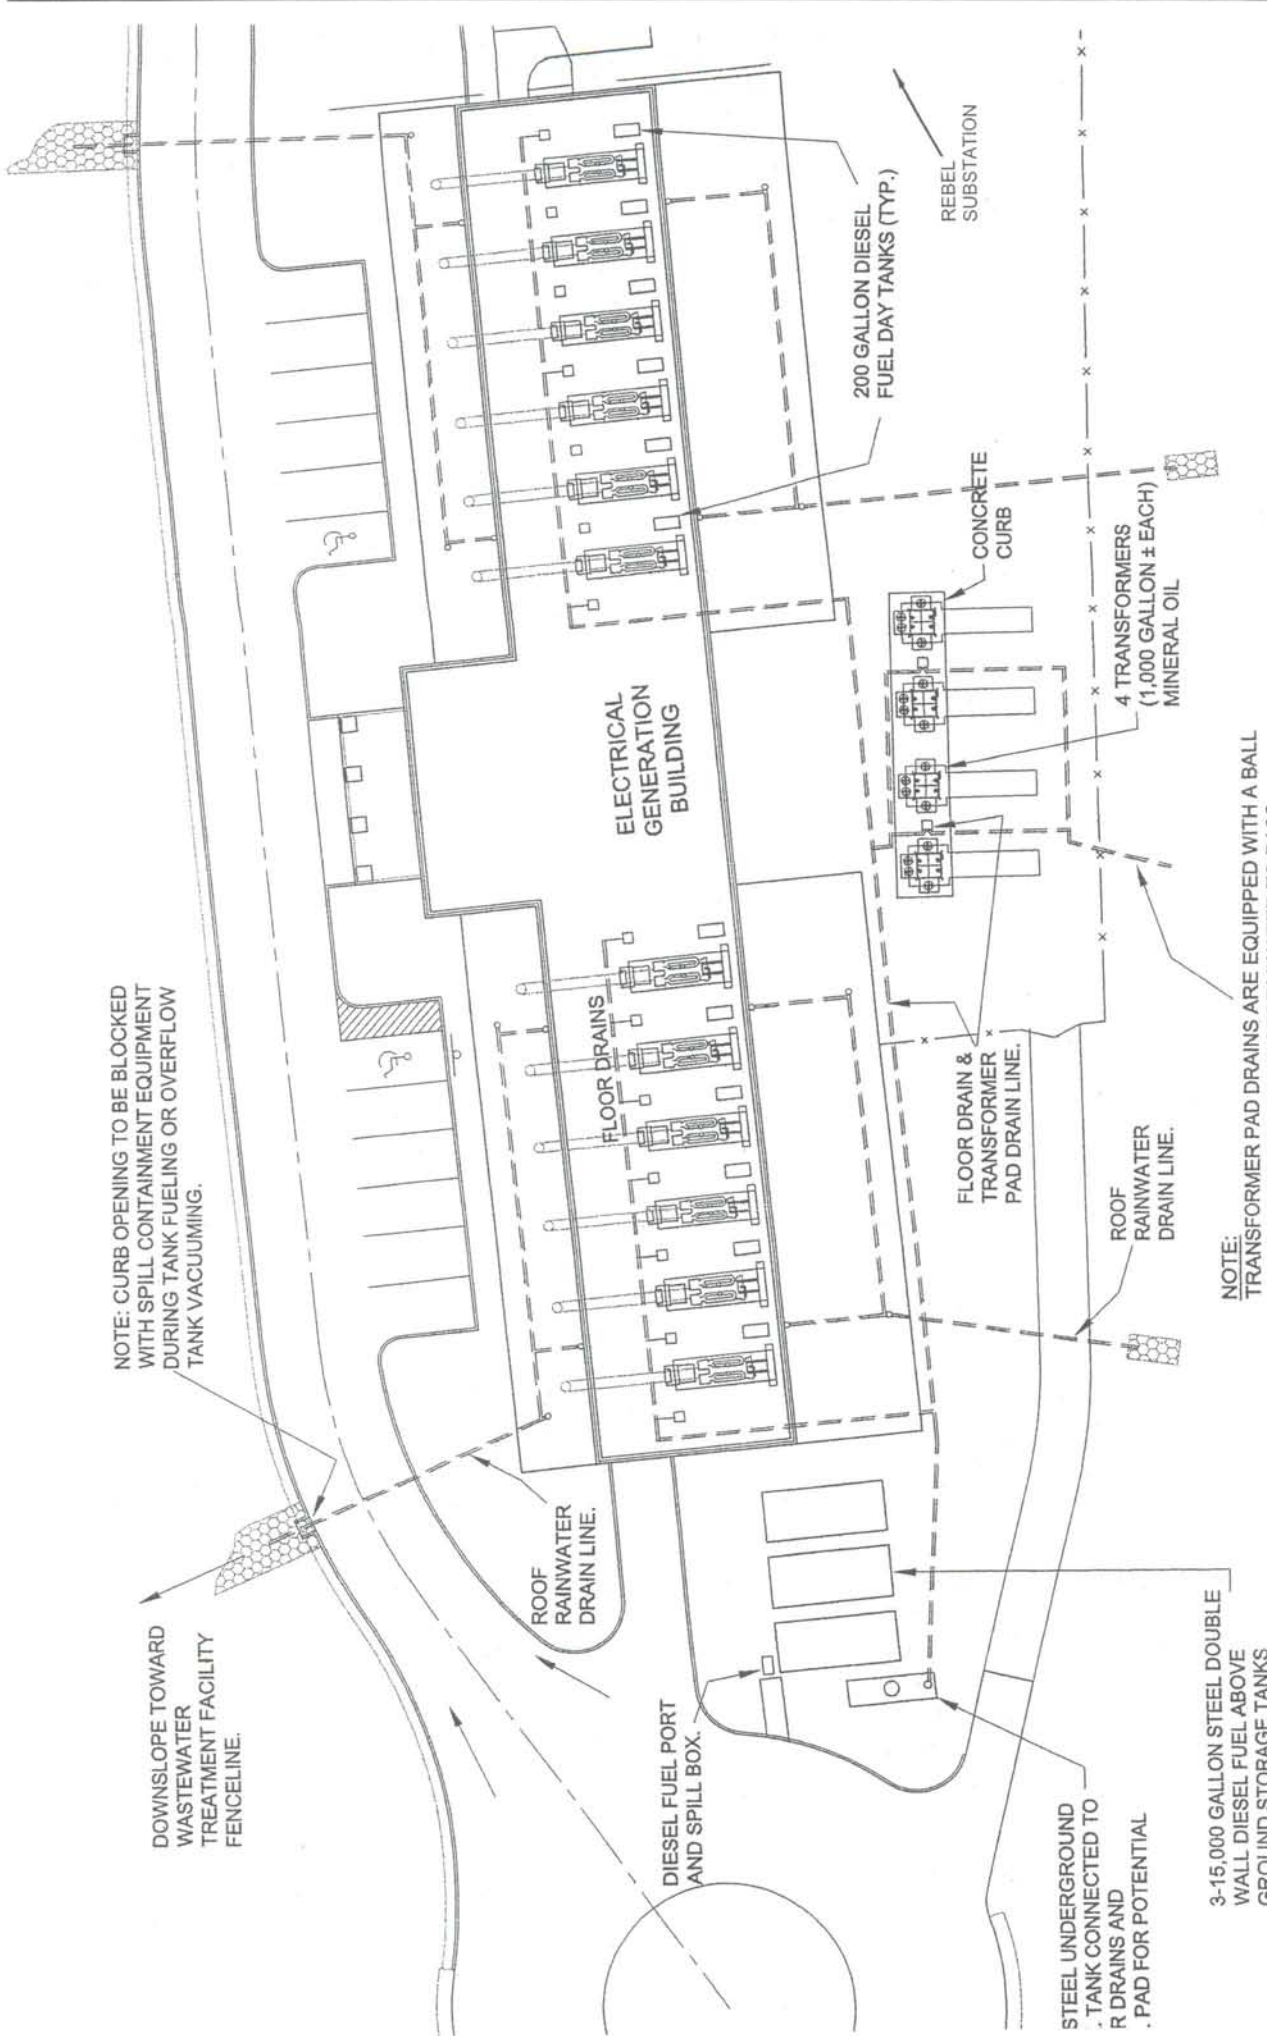 NOTE: CURB OPENING TO BE BLOCKED
WITH SPILL CONTAINMENT EQUIPMENT
DURING TANK FUELING OR OVERFLOW
TANK VACUUMING.
DOWNSLOPE TOWARD
WASTEWATER
TREATMENT FACILITY
FENCELINE.
ROOF
RAINWATER
DRAIN LINE.
FLOOR DRAINS
ELECTRICAL
GENERATION
BUILDING
200 GALLON DIESEL
FUEL DAY TANKS (TYP.)
REBEL
SUBSTATION
CONCRETE
CURB
4 TRANSFORMERS
(1,000 GALLON ± EACH)
MINERAL OIL
FLOOR DRAIN &
TRANSFORMER
PAD DRAIN LINE.
ROOF
RAINWATER
DRAIN LINE.
DIESEL FUEL PORT
AND SPILL BOX.
STEEL UNDERGROUND
. TANK CONNECTED TO
R DRAINS AND
. PAD FOR POTENTIAL
3-15,000 GALLON STEEL DOUBLE
WALL DIESEL FUEL ABOVE
GROUND STORAGE TANKS
NOTE:
TRANSFORMER PAD DRAINS ARE EQUIPPED WITH A BALL